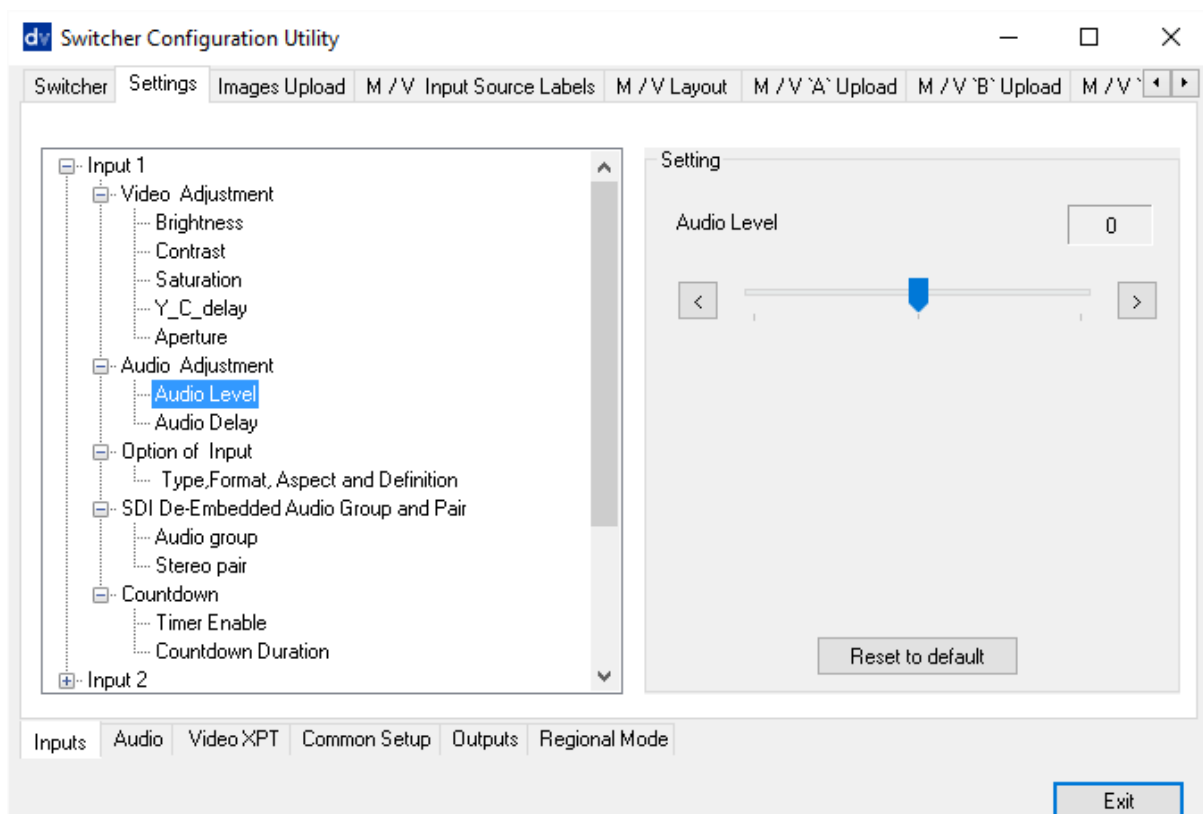 dv Switcher Configuration Utility
Switcher Settings Images Upload M / V Input Source Labels M / V Layout M / V `A` Upload M / V `B` Upload M / V `
Input 1
Video Adjustment
Brightness
Contrast
Saturation
Y_C_delay
Aperture
Audio Adjustment
Audio Level
Audio Delay
Option of Input
Type,Format, Aspect and Definition
SDI De-Embedded Audio Group and Pair
Audio group
Stereo pair
Countdown
Timer Enable
Countdown Duration
Input 2
Setting
Audio Level 0
< >
Reset to default
Inputs Audio Video XPT Common Setup Outputs Regional Mode
Exit